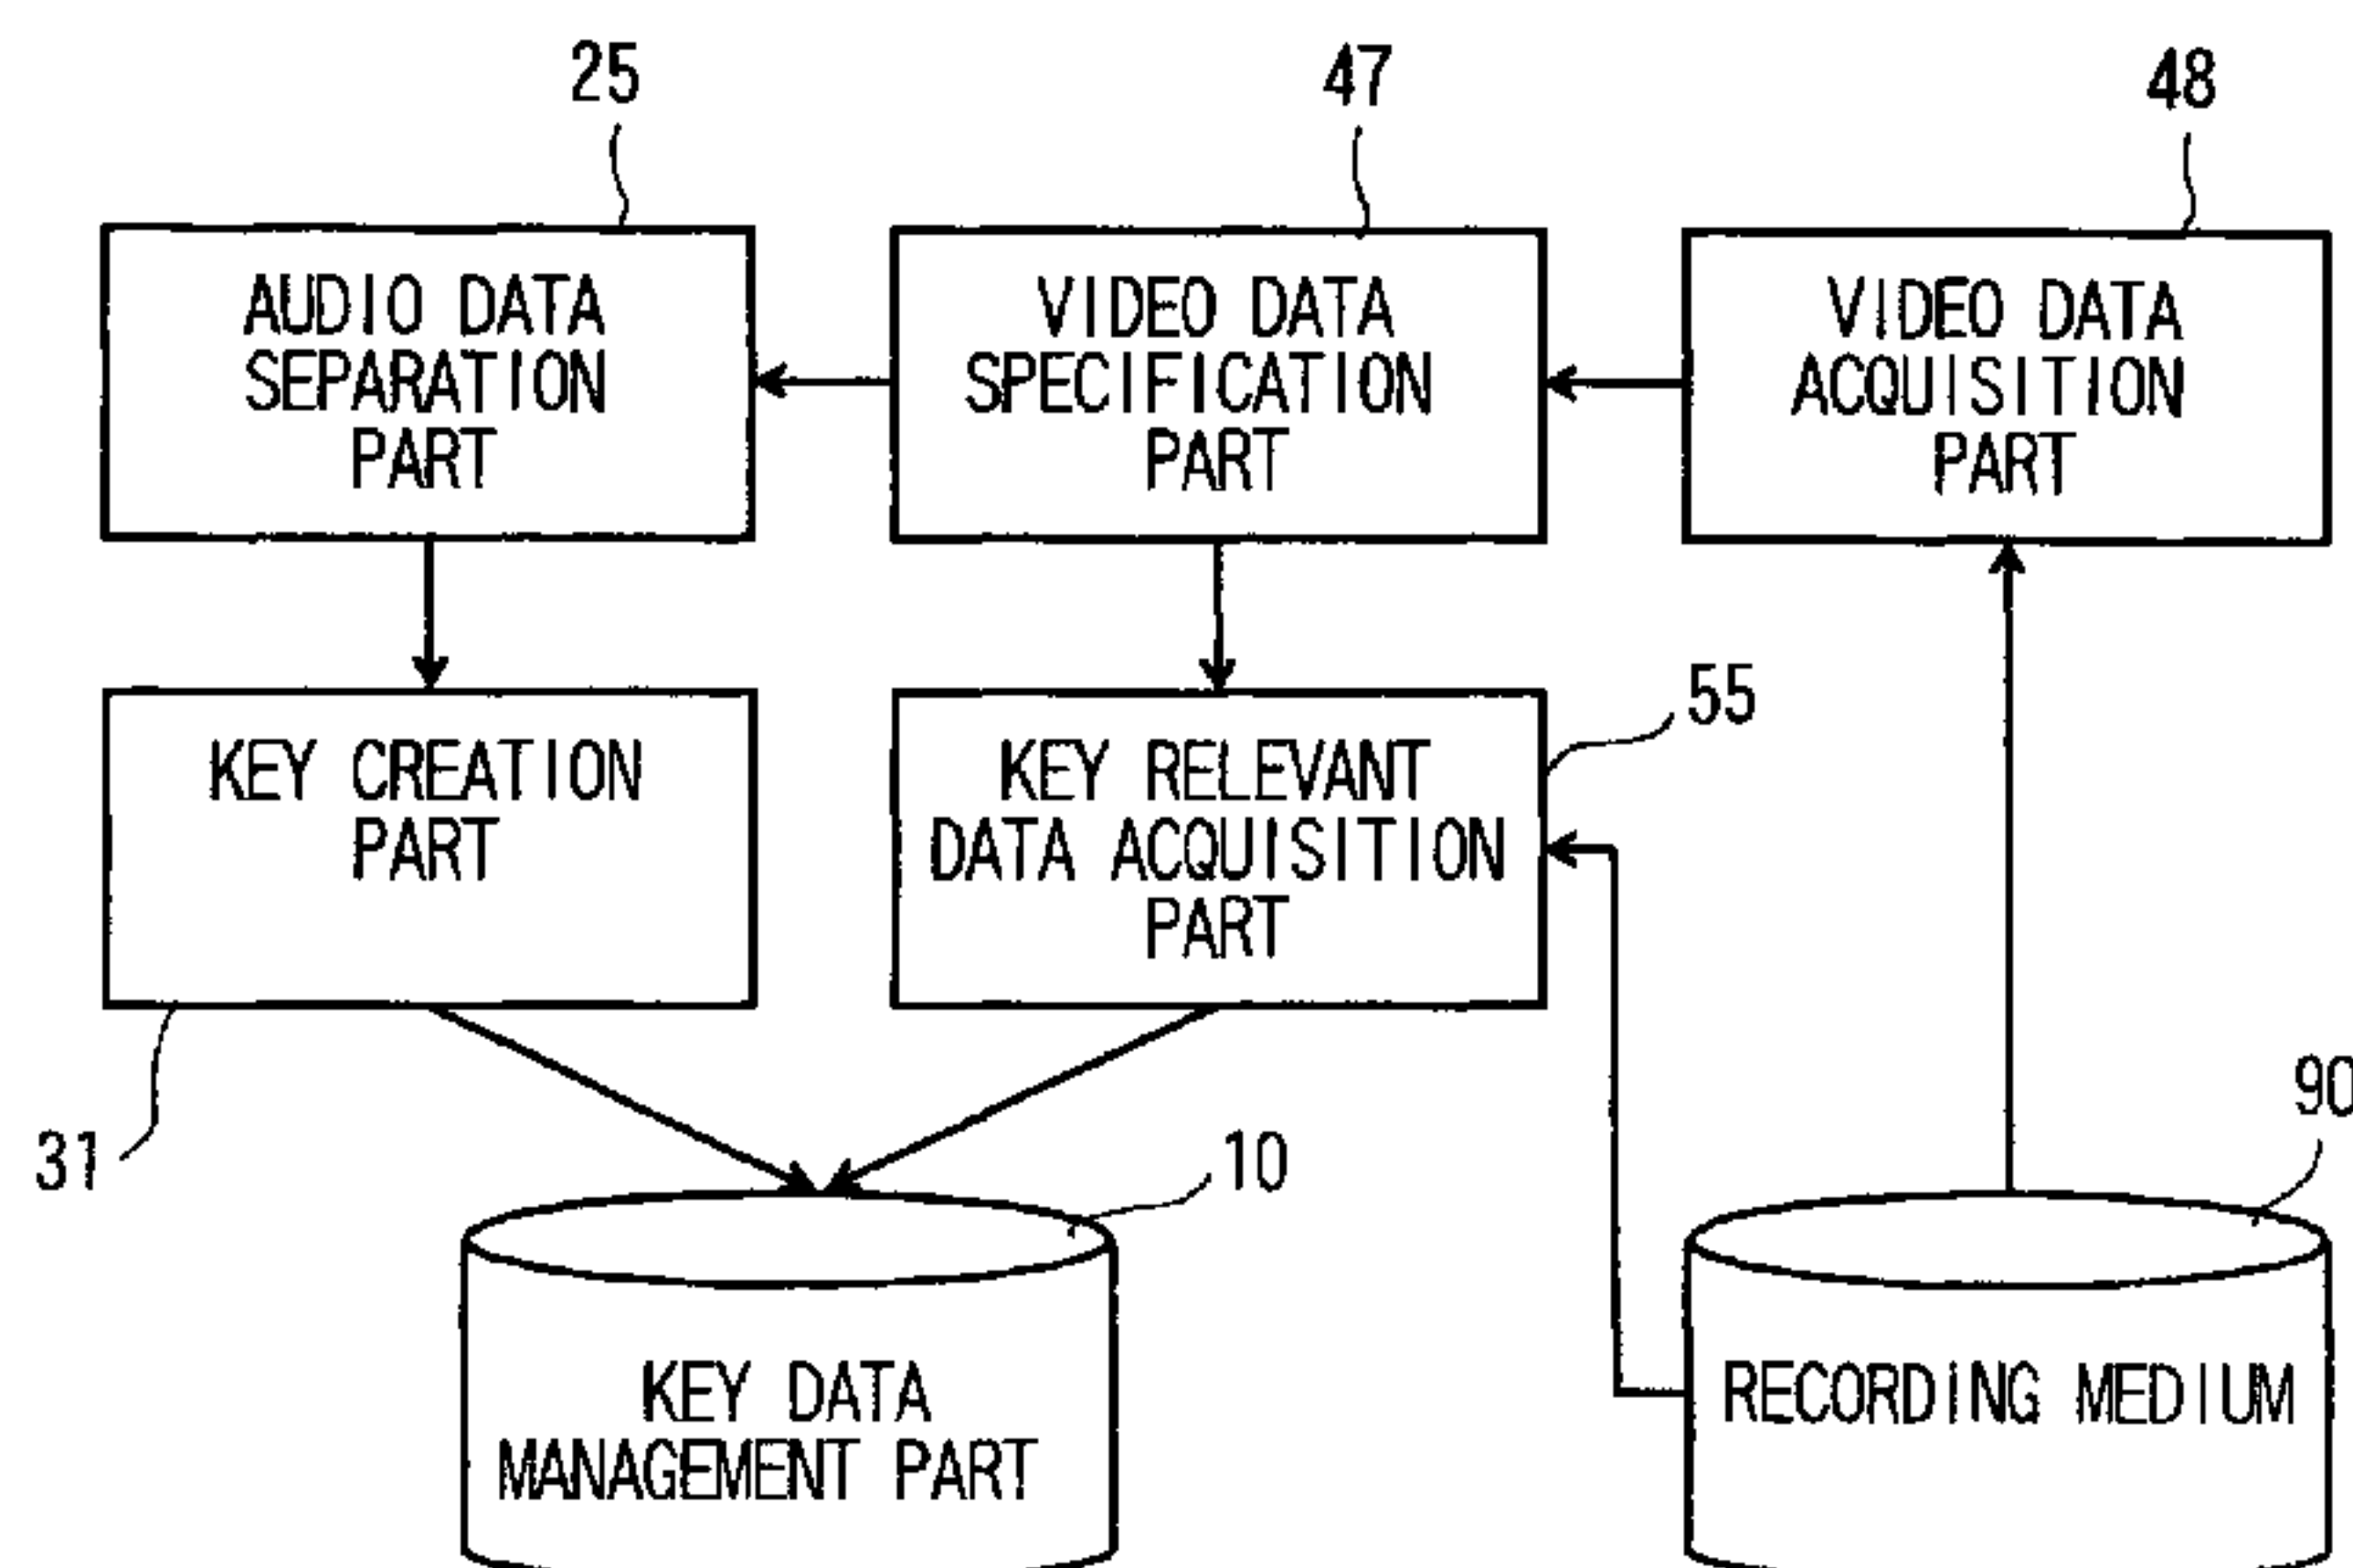 25
47
48
AUDIO DATA
SEPARATION
PART
VIDEO DATA
SPECIFICATION
PART
VIDEO DATA
ACQUISITION
PART
KEY CREATION
PART
KEY RELEVANT
DATA ACQUISITION
PART
55
31
10
90
KEY DATA
MANAGEMENT PART
RECORDING MEDIUM